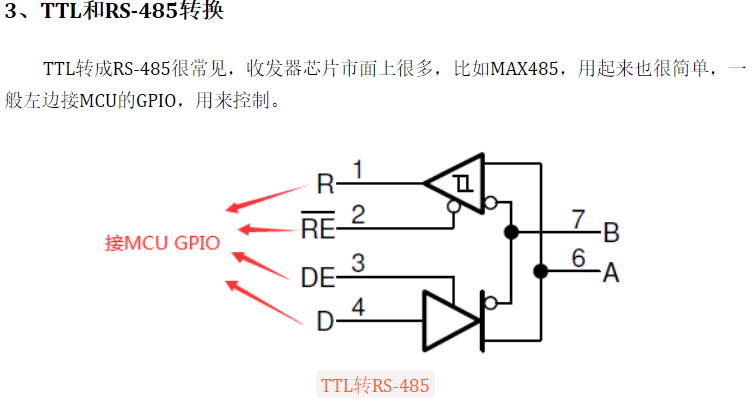 3、TTL和RS-485转换
TTL转成RS-485很常见，收发器芯片市面上很多，比如MAX485，用起来也很简单，一
般左边接MCU的GPIO，用来控制。
R 1
RE 2
7 B
接MCU GPIO
DE 3
6 A
D 4
TTL转RS-485